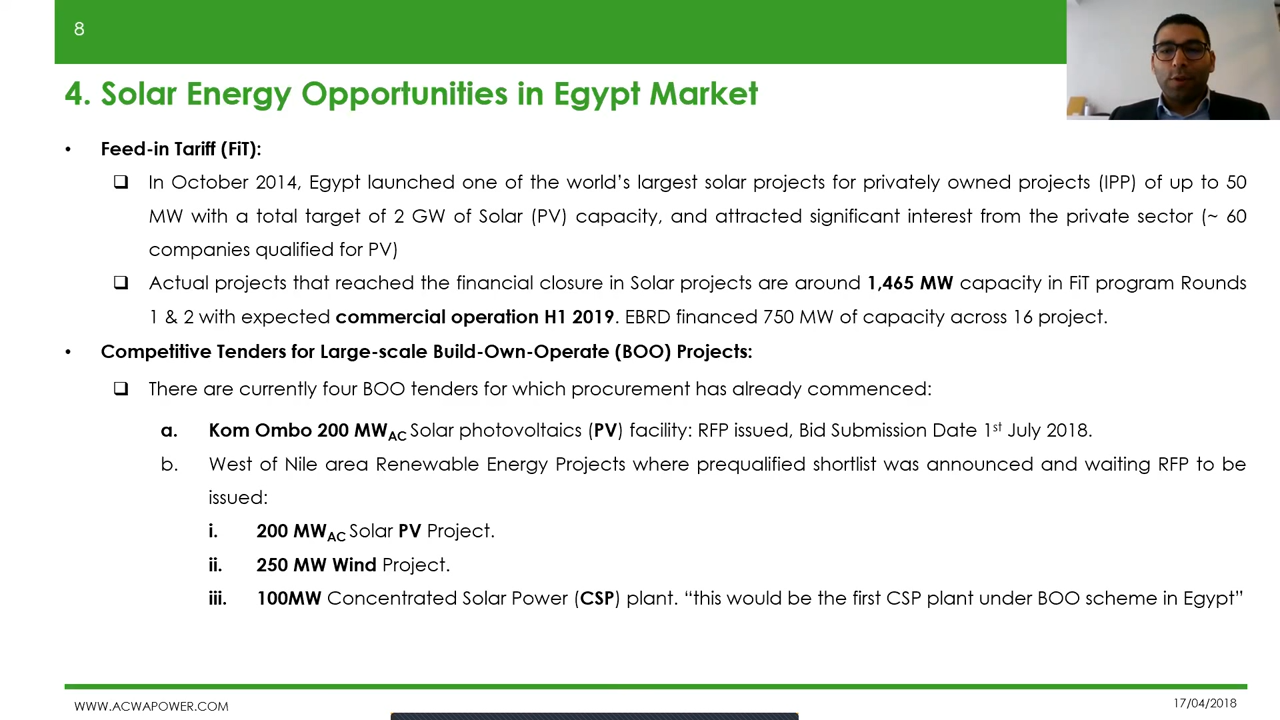 8
4. Solar Energy Opportunities in Egypt Market
• Feed-in Tariff (FiT):
❑ In October 2014, Egypt launched one of the world's largest solar projects for privately owned projects (IPP) of up to 50
MW with a total target of 2 GW of Solar (PV) capacity, and attracted significant interest from the private sector (~ 60
companies qualified for PV)
❑ Actual projects that reached the financial closure in Solar projects are around 1,465 MW capacity in FiT program Rounds
1 & 2 with expected commercial operation H1 2019. EBRD financed 750 MW of capacity across 16 project.
• Competitive Tenders for Large-scale Build-Own-Operate (BOO) Projects:
❑ There are currently four BOO tenders for which procurement has already commenced:
a. Kom Ombo 200 MWAC Solar photovoltaics (PV) facility: RFP issued, Bid Submission Date 1st July 2018.
b. West of Nile area Renewable Energy Projects where prequalified shortlist was announced and waiting RFP to be
issued:
i. 200 MWAC Solar PV Project.
ii. 250 MW Wind Project.
iii. 100MW Concentrated Solar Power (CSP) plant. “this would be the first CSP plant under BOO scheme in Egypt”
WWW.ACWAPOWER.COM
17/04/2018